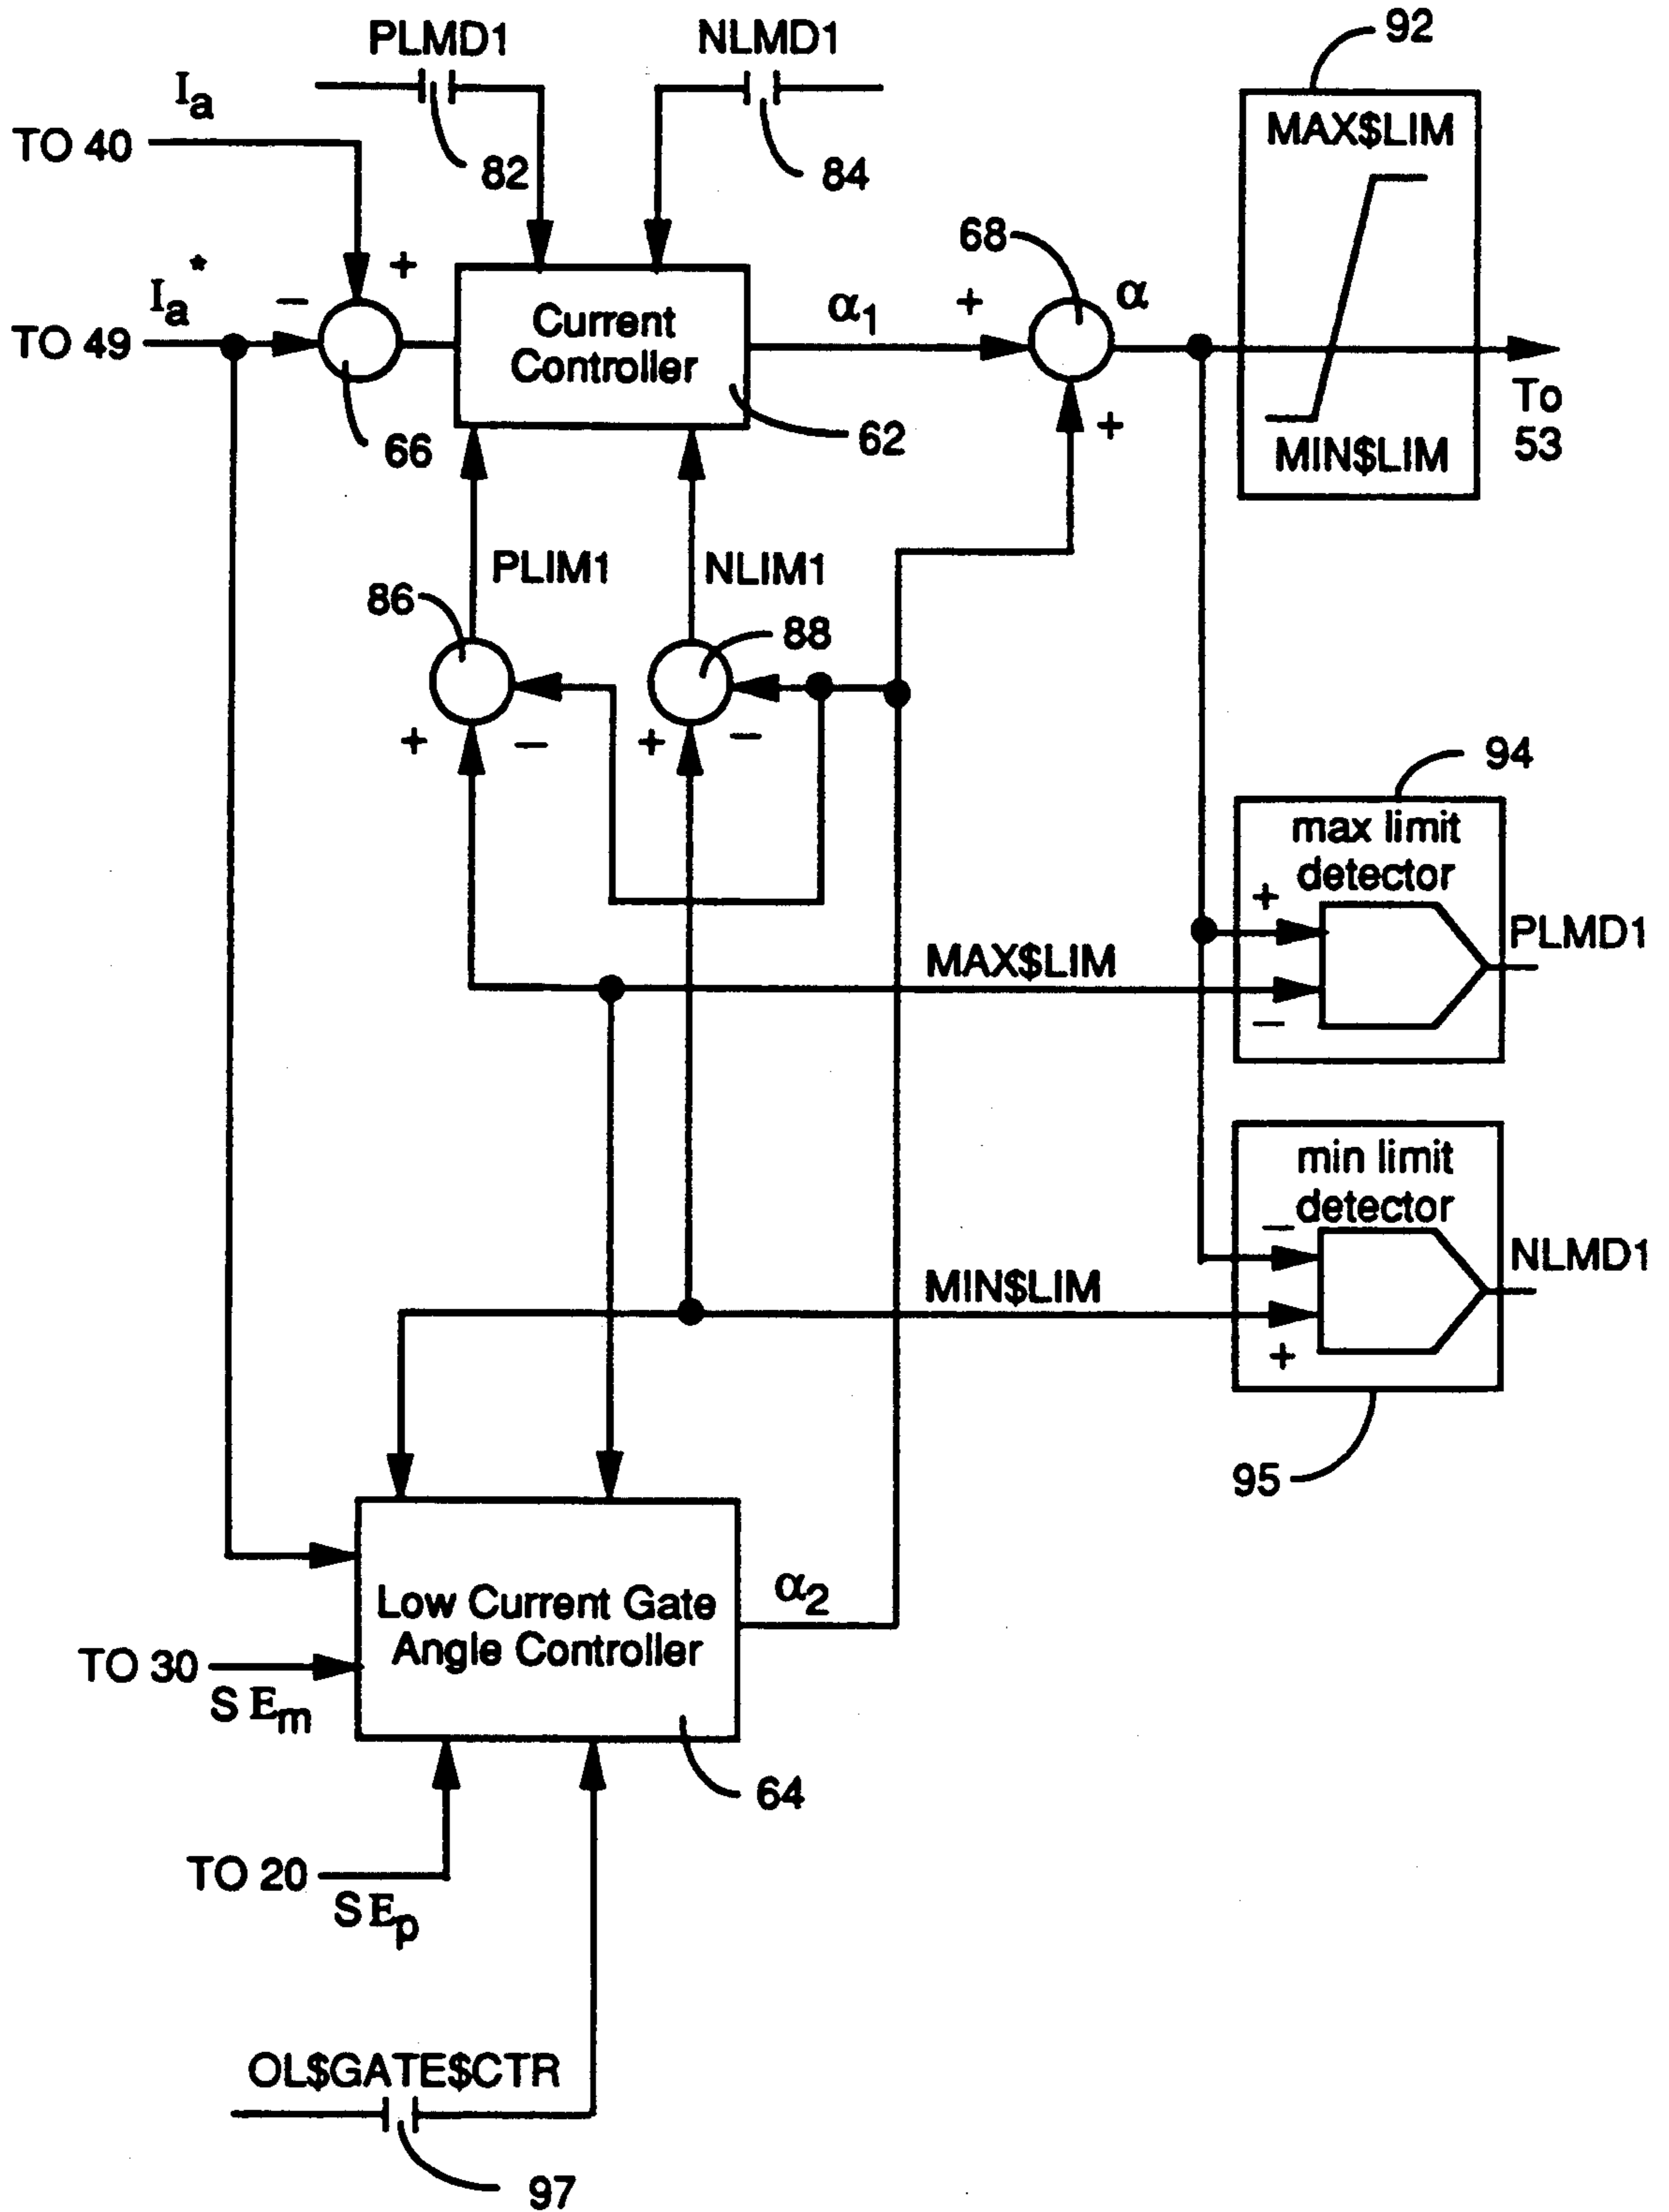 PLMD1
NLMD1
92
Ia
TO 40
82
84
MAX$LIM
68
+
Ia*
−
TO 49
Current
Controller
α1
+
α
66
62
+
MIN$LIM
To
53
PLIM1
NLIM1
86
88
+
−
+
−
94
max limit
detector
+
PLMD1
MAX$LIM
−
min limit
detector
−
NLMD1
MIN$LIM
+
95
Low Current Gate
Angle Controller
α2
TO 30
SEm
64
TO 20
SEp
OL$GATE$CTR
97